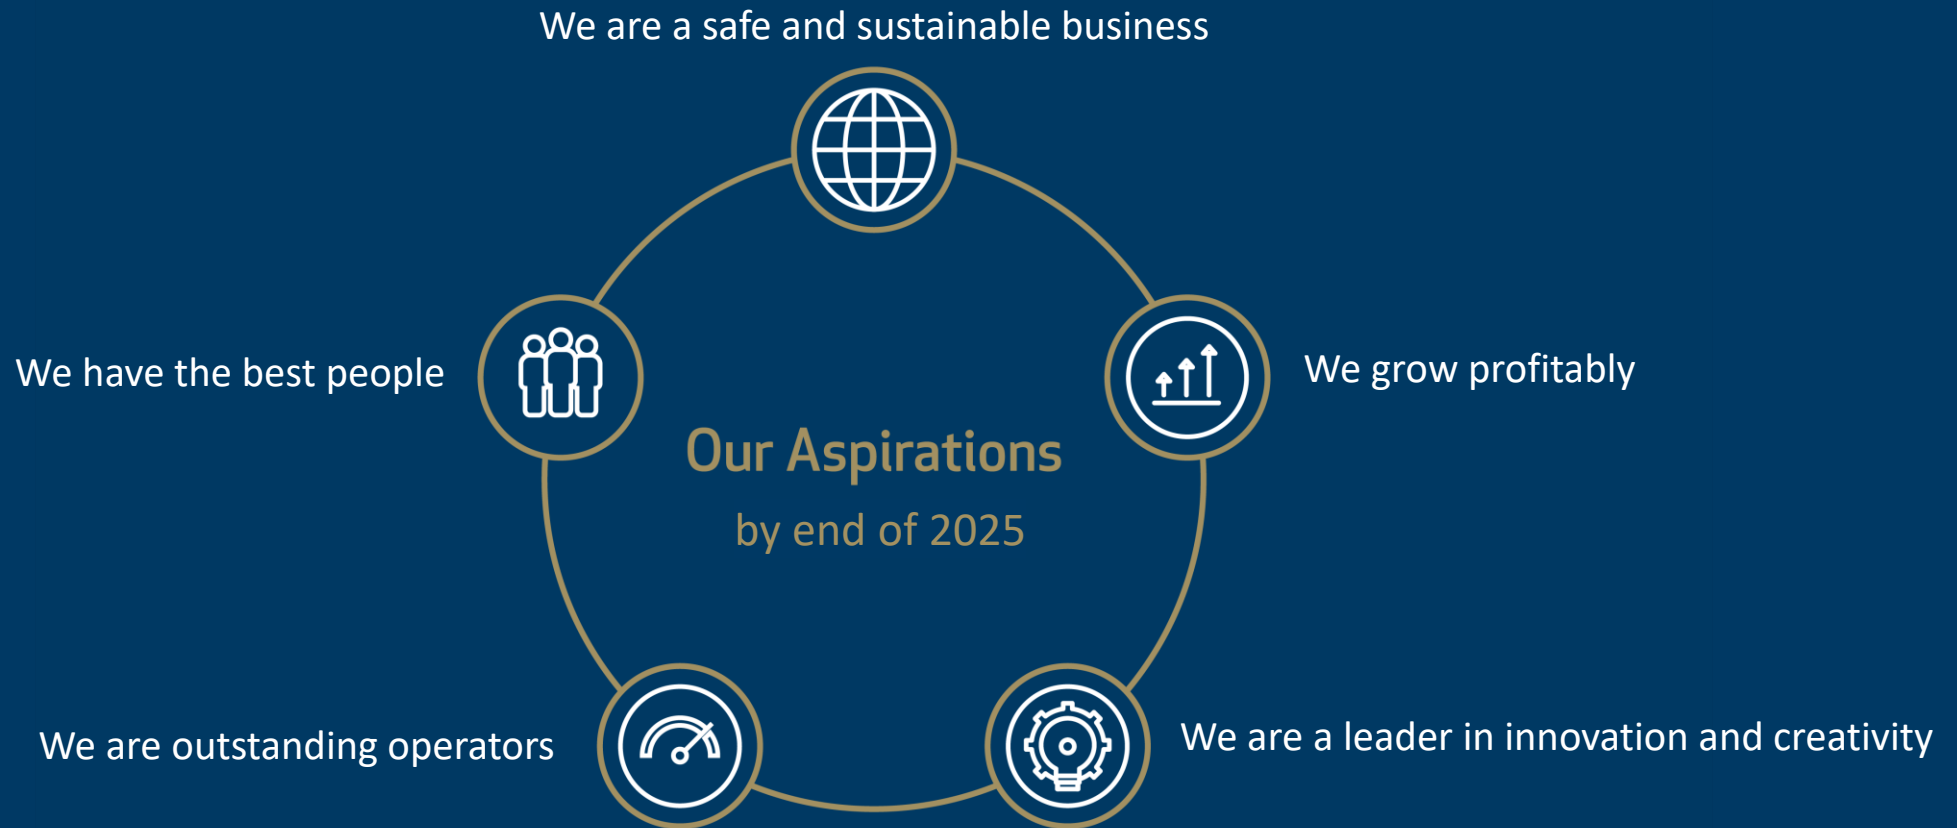 We are a safe and sustainable business
We have the best people
We grow profitably
Our Aspirations
by end of 2025
We are outstanding operators
We are a leader in innovation and creativity